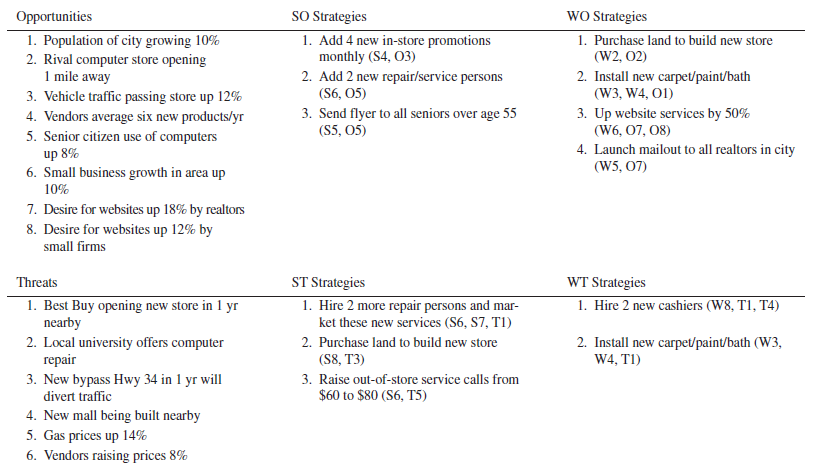 Opportunities
1. Population of city growing 10%
2. Rival computer store opening
1 mile away
3. Vehicle traffic passing store up 12%
4. Vendors average six new products/yr
5. Senior citizen use of computers
up 8%
6. Small business growth in area up
10%
7. Desire for websites up 18% by realtors
8. Desire for websites up 12% by
small firms
SO Strategies
1. Add 4 new in-store promotions
monthly (S4, O3)
2. Add 2 new repair/service persons
(S6, O5)
3. Send flyer to all seniors over age 55
(S5, O5)
WO Strategies
1. Purchase land to build new store
(W2, O2)
2. Install new carpet/paint/bath
(W3, W4, O1)
3. Up website services by 50%
(W6, O7, O8)
4. Launch mailout to all realtors in city
(W5, O7)
Threats
1. Best Buy opening new store in 1 yr
nearby
2. Local university offers computer
repair
3. New bypass Hwy 34 in 1 yr will
divert traffic
4. New mall being built nearby
5. Gas prices up 14%
6. Vendors raising prices 8%
ST Strategies
1. Hire 2 more repair persons and mar-
ket these new services (S6, S7, T1)
2. Purchase land to build new store
(S8, T3)
3. Raise out-of-store service calls from
$60 to $80 (S6, T5)
WT Strategies
1. Hire 2 new cashiers (W8, T1, T4)
2. Install new carpet/paint/bath (W3,
W4, T1)